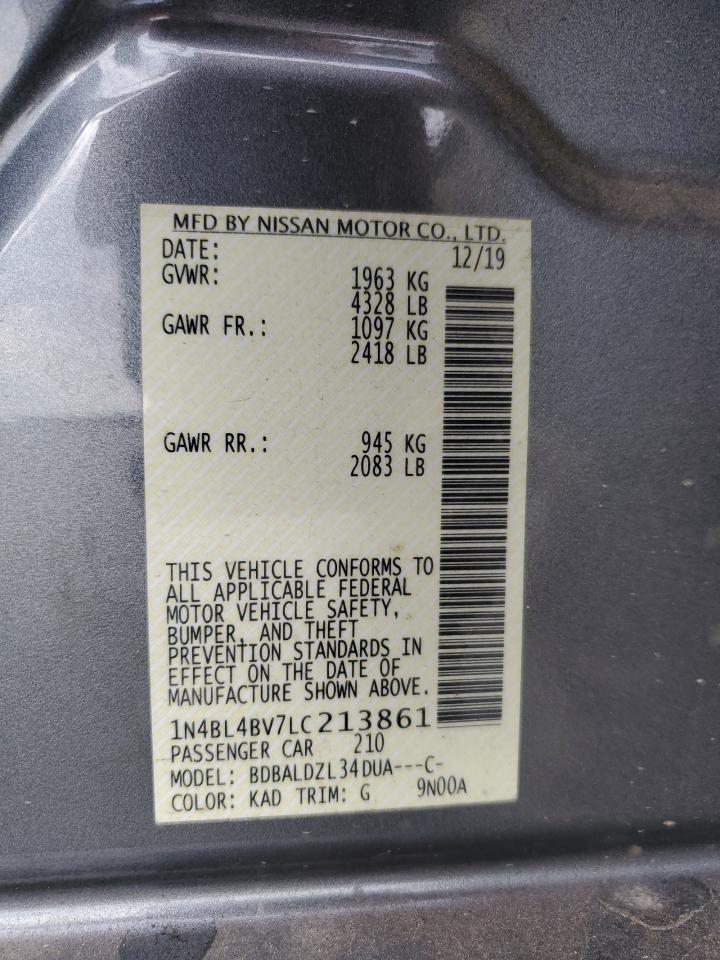 MFD BY NISSAN MOTOR CO., LTD.
DATE: 12/19
GVWR: 1963 KG
4328 LB
GAWR FR.: 1097 KG
2418 LB
GAWR RR.: 945 KG
2083 LB
THIS VEHICLE CONFORMS TO
ALL APPLICABLE FEDERAL
MOTOR VEHICLE SAFETY,
BUMPER, AND THEFT
PREVENTION STANDARDS IN
EFFECT ON THE DATE OF
MANUFACTURE SHOWN ABOVE.
1N4BL4BV7LC213861
PASSENGER CAR 210
MODEL: BDBALDZL34DUA---C-
COLOR: KAD TRIM: G 9N00A